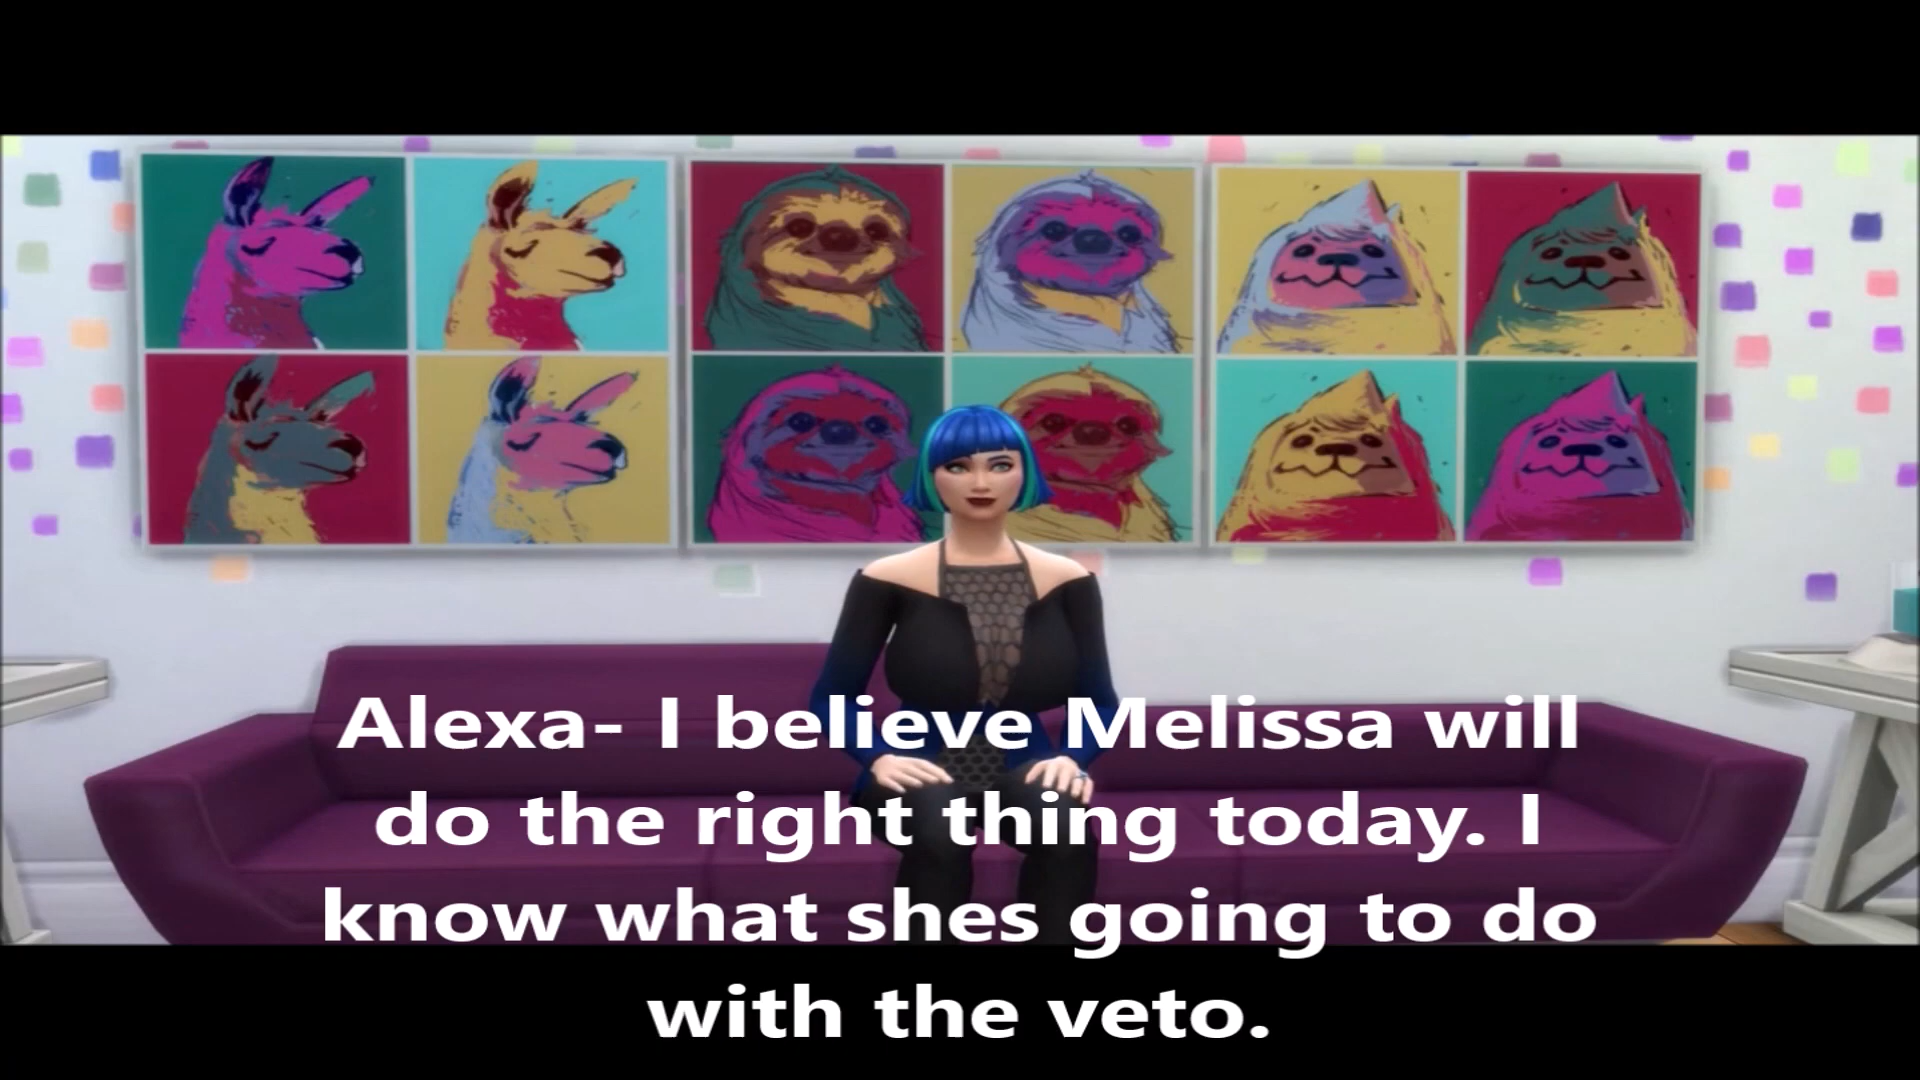 Alexa- I believe Melissa will
do the right thing today. I
know what shes going to do
with the veto.